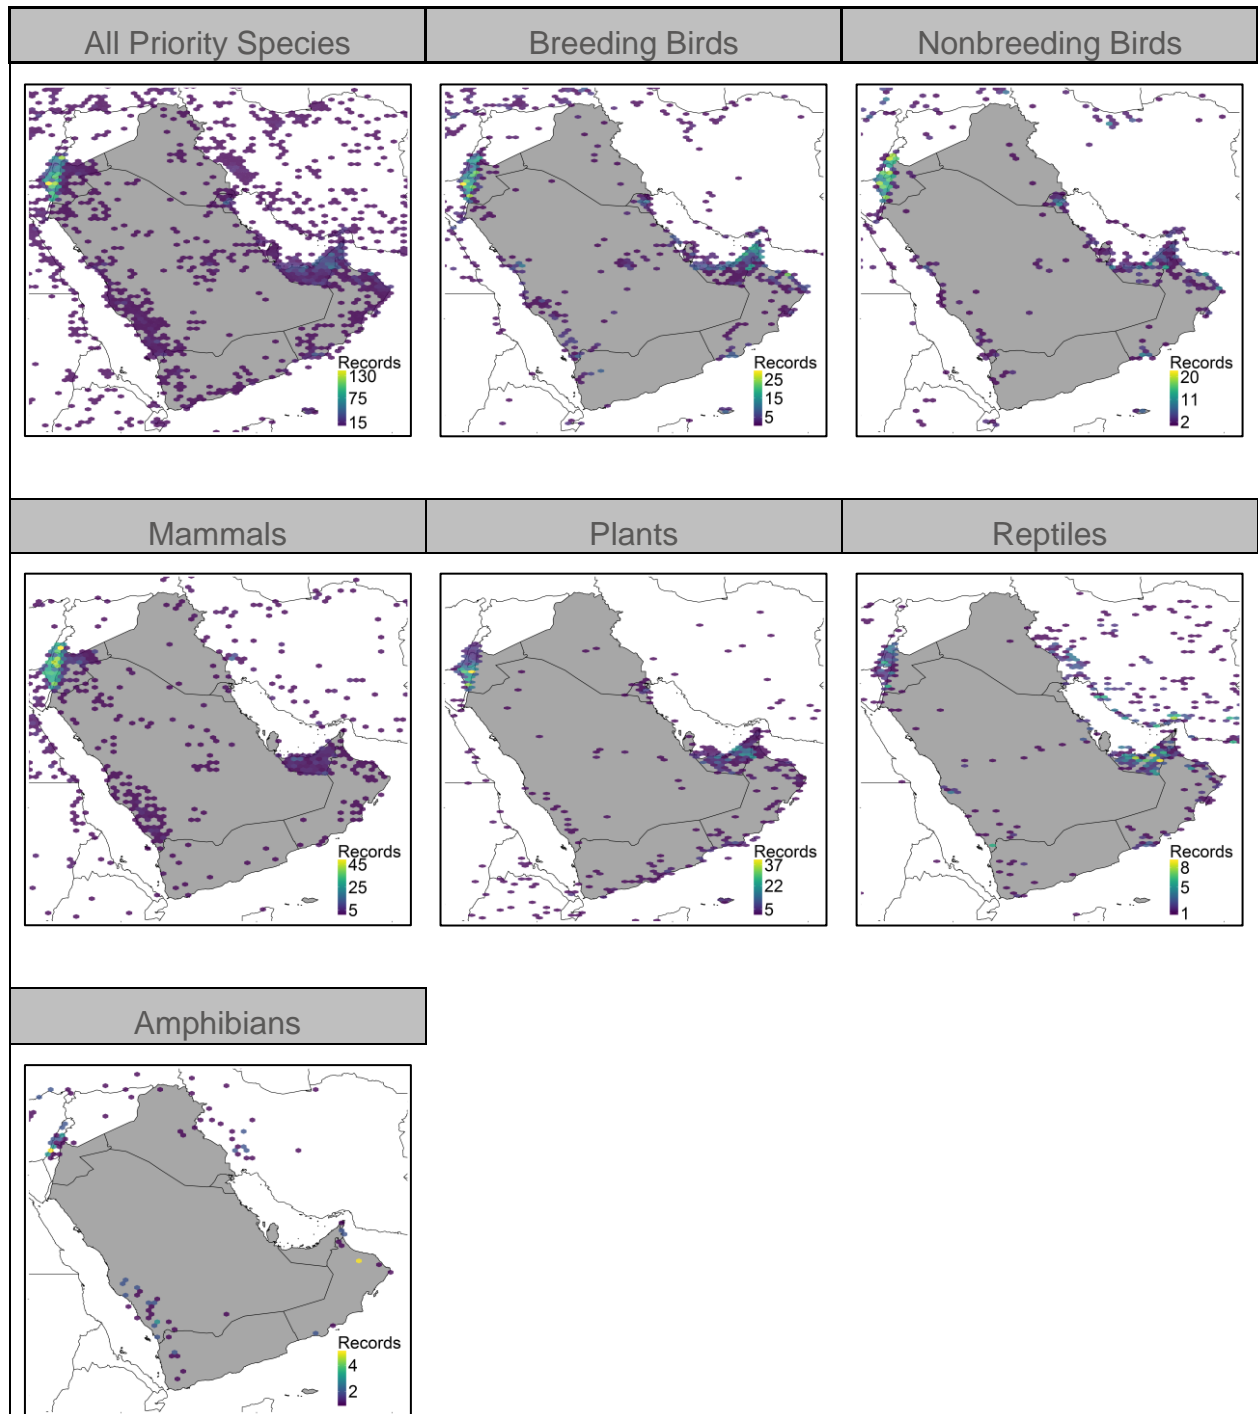 All Priority Species
Breeding Birds
Nonbreeding Birds
Records
130
75
15
Records
25
15
5
Records
20
11
2
Mammals
Plants
Reptiles
Records
45
25
5
Records
37
22
5
Records
8
5
1
Amphibians
Records
4
2